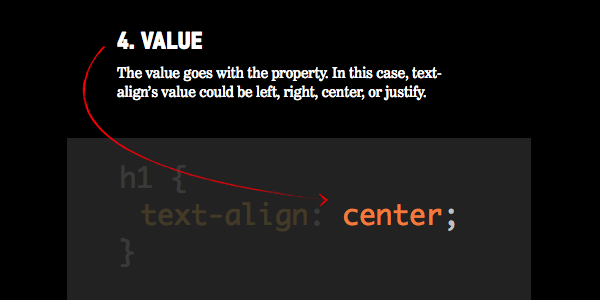 4. VALUE
The value goes with the property. In this case, text-
align’s value could be left, right, center, or justify.
h1 {
text-align: center;
}